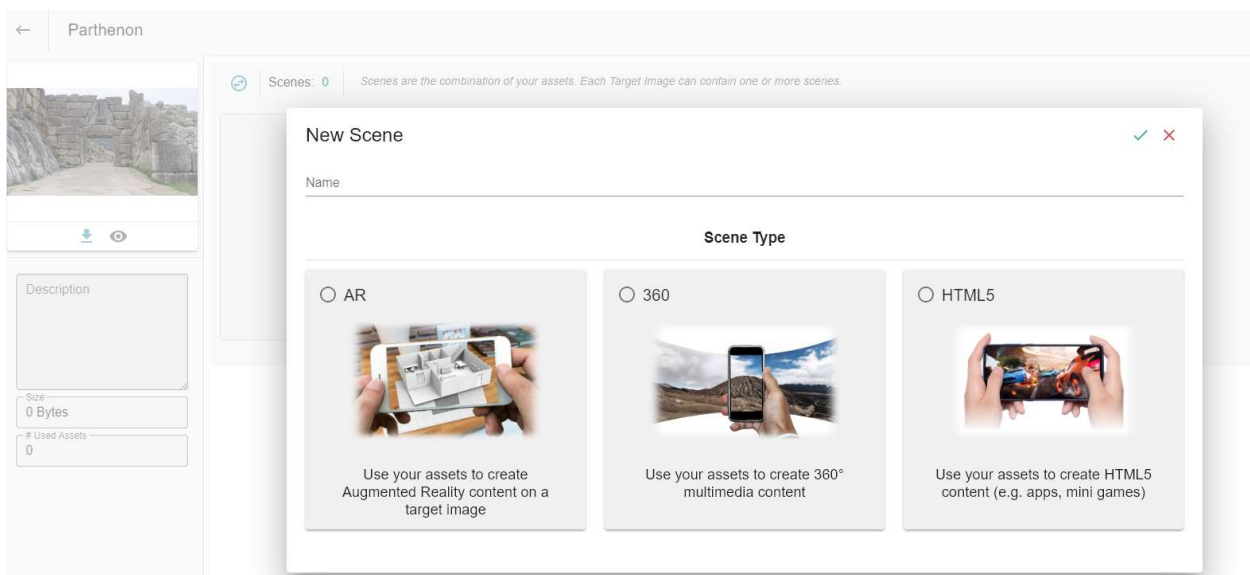 Parthenon
Scenes: 0 Scenes are the combination of your assets. Each Target Image can contain one or more scenes.
New Scene
Name
Scene Type
AR
Use your assets to create
Augmented Reality content on a
target image
360
Use your assets to create 360°
multimedia content
HTML5
Use your assets to create HTML5
content (e.g. apps, mini games)
Description
Size
0 Bytes
# Used Assets
0